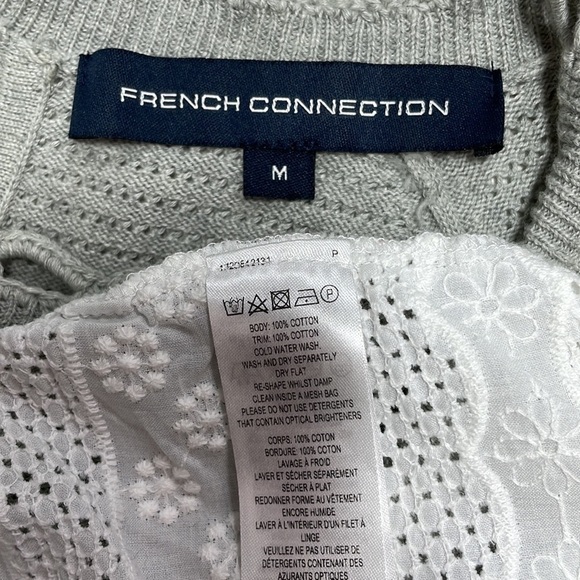 FRENCH CONNECTION
M
P
P
BODY: 100% COTTON
TRIM: 100% COTTON
COLD WATER WASH.
WASH AND DRY SEPARATELY
DRY FLAT
RE-SHAPE WHILST DAMP
CLEAN INSIDE A MESH BAG
PLEASE DO NOT USE DETERGENTS
THAT CONTAIN OPTICAL BRIGHTENERS
CORPS: 100% COTON
BORDURE: 100% COTON
LAVAGE À FROID
LAVER ET SÉCHER SÉPARÉMENT
SÉCHER À PLAT
REDONNER FORME AU VÊTEMENT
ENCORE HUMIDE
LAVER À L'INTÉRIEUR D'UN FILET À
LINGE
VEUILLEZ NE PAS UTILISER DE
DÉTERGENTS CONTENANT DES
AZURANTS OPTIQUES